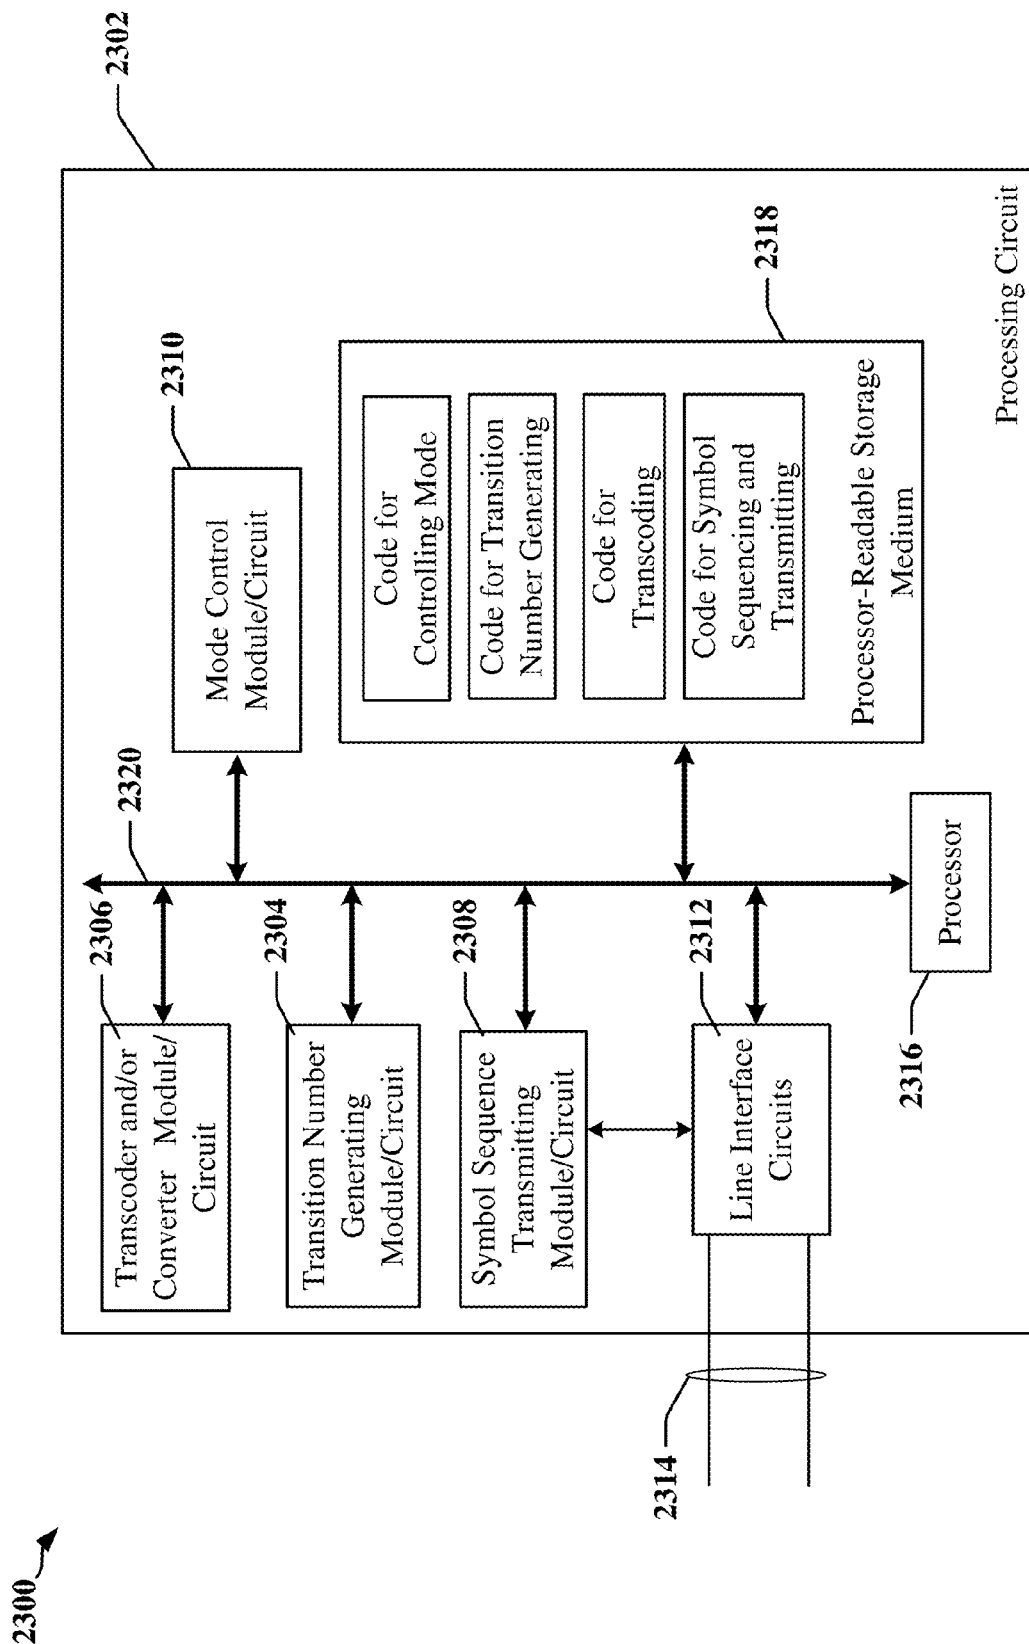 2300
2302
2320
2306
Transcoder and/or
Converter Module/
Circuit
2304
Transition Number
Generating
Module/Circuit
2308
Symbol Sequence
Transmitting
Module/Circuit
2312
Line Interface
Circuits
2314
2310
Mode Control
Module/Circuit
2318
Code for
Controlling Mode
Code for Transition
Number Generating
Code for
Transcoding
Code for Symbol
Sequencing and
Transmitting
Processor-Readable Storage
Medium
2316
Processor
Processing Circuit